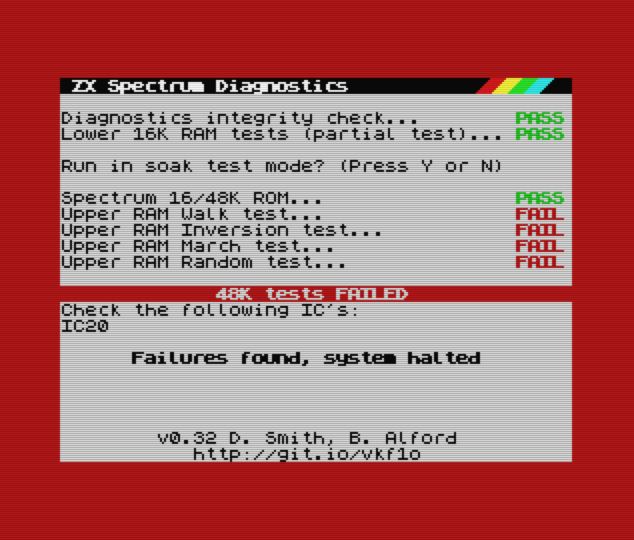 ZX Spectrum Diagnostics
Diagnostics integrity check... PASS
Lower 16K RAM tests (partial test)... PASS
Run in soak test mode? (Press Y or N)
Spectrum 16/48K ROM... PASS
Upper RAM Walk test... FAIL
Upper RAM Inversion test... FAIL
Upper RAM March test... FAIL
Upper RAM Random test... FAIL
48K tests FAILED
Check the following IC's:
IC20
Failures found, system halted
v0.32 D. Smith, B. Alford
http://git.io/vkf1o